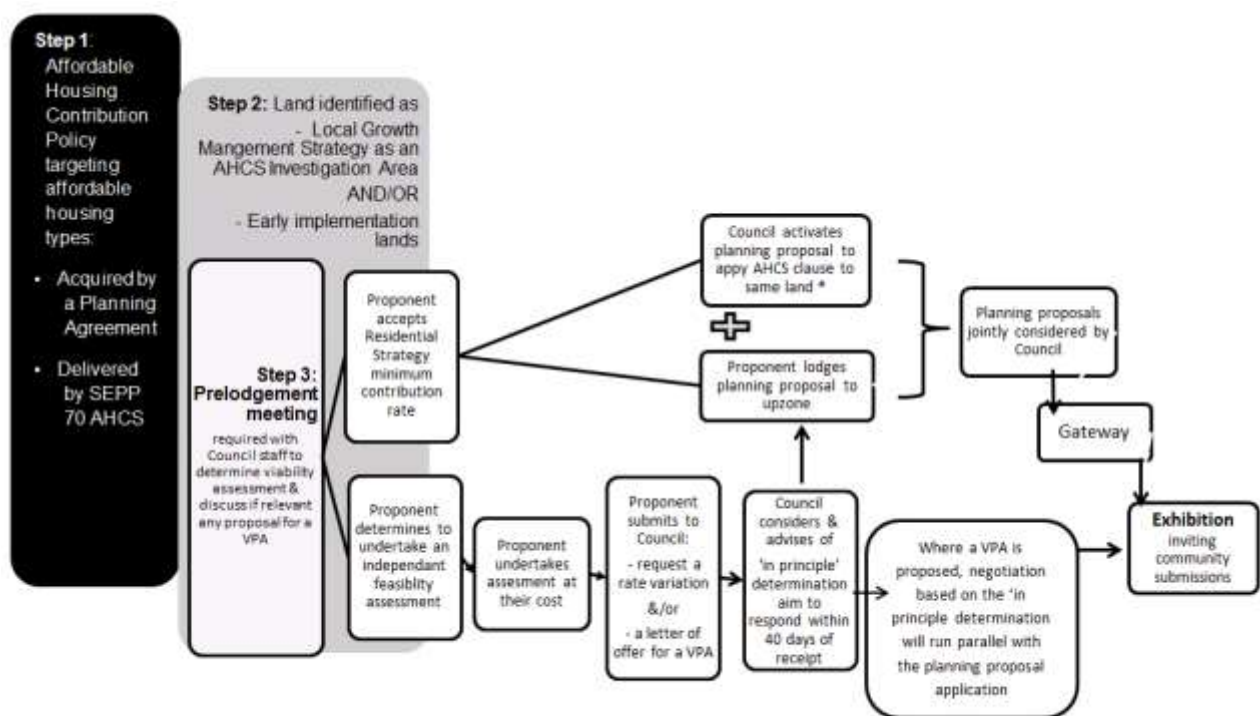 Step 1:
Affordable
Housing
Contribution
Policy
targeting
affordable
housing
types:
• Acquired by
a Planning
Agreement
• Delivered
by SEPP
70 AHCS
Step 2: Land identified as
- Local Growth
Mangement Strategy as an
AHCS Investigation Area
AND/OR
- Early implementation
lands
Step 3:
Prelodgement
meeting
required with
Council staff to
determine viability
assessment &
discuss if relevant
any proposal for a
VPA
Proponent
accepts
Residential
Strategy
minimum
contribution
rate
Proponent
determines to
undertake an
independant
feasiblity
assessment
Proponent
undertakes
assesment at
their cost
Proponent
submits to
Council:
- request a
rate variation
&/or
- a letter of
offer for a VPA
Council
considers &
advises of
'in principle'
determination
aim to
respond within
40 days of
receipt
Council activates
planning proposal to
appy AHCS clause to
same land *
Proponent lodges
planning proposal to
upzone
Planning proposals
jointly considered by
Council
Gateway
Where a VPA is
proposed, negotiation
based on the 'in
principle determination
will run parallel with
the planning proposal
application
Exhibition
inviting
community
submissions